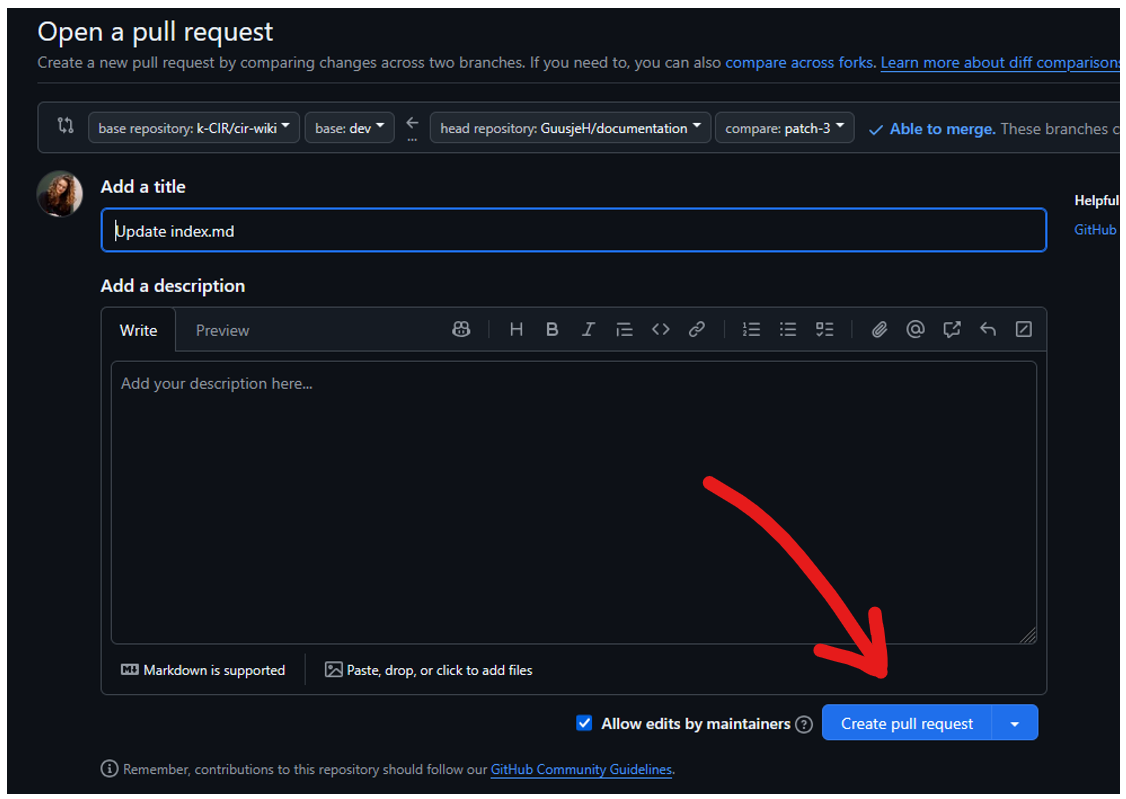 Open a pull request
Create a new pull request by comparing changes across two branches. If you need to, you can also compare across forks. Learn more about diff comparisons
base repository: k-CIR/cir-wiki base: dev ... head repository: GuusjeH/documentation compare: patch-3 Able to merge. These branches c
Add a title
Helpful
Update index.md
GitHub
Add a description
Write Preview
Add your description here...
Markdown is supported Paste, drop, or click to add files
Allow edits by maintainers Create pull request
Remember, contributions to this repository should follow our GitHub Community Guidelines.